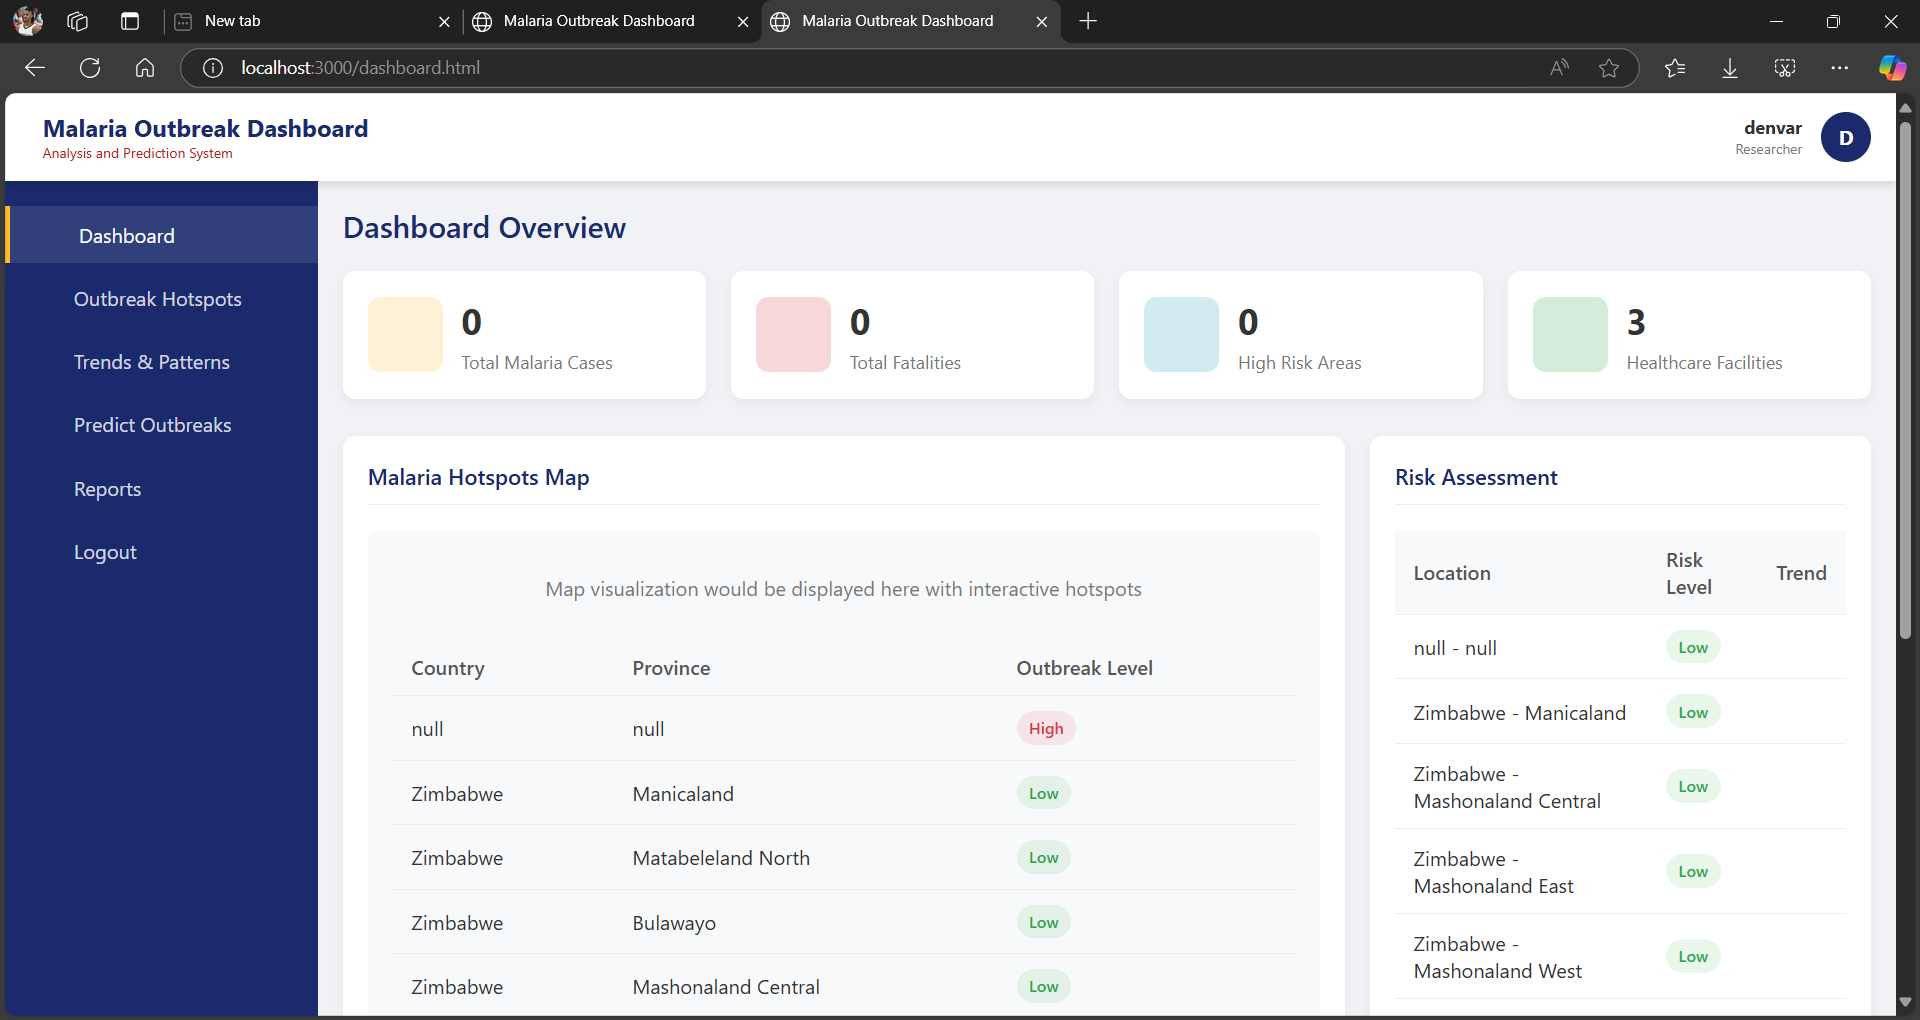 New tab
Malaria Outbreak Dashboard
Malaria Outbreak Dashboard
localhost:3000/dashboard.html
Malaria Outbreak Dashboard
Analysis and Prediction System
denvar
Researcher
D
Dashboard
Outbreak Hotspots
Trends & Patterns
Predict Outbreaks
Reports
Logout
Dashboard Overview
0
Total Malaria Cases
0
Total Fatalities
0
High Risk Areas
3
Healthcare Facilities
Malaria Hotspots Map
Map visualization would be displayed here with interactive hotspots
Country Province Outbreak Level
null null High
Zimbabwe Manicaland Low
Zimbabwe Matabeleland North Low
Zimbabwe Bulawayo Low
Zimbabwe Mashonaland Central Low
Risk Assessment
Location Risk Level Trend
null - null Low
Zimbabwe - Manicaland Low
Zimbabwe -
Mashonaland Central Low
Zimbabwe -
Mashonaland East Low
Zimbabwe -
Mashonaland West Low